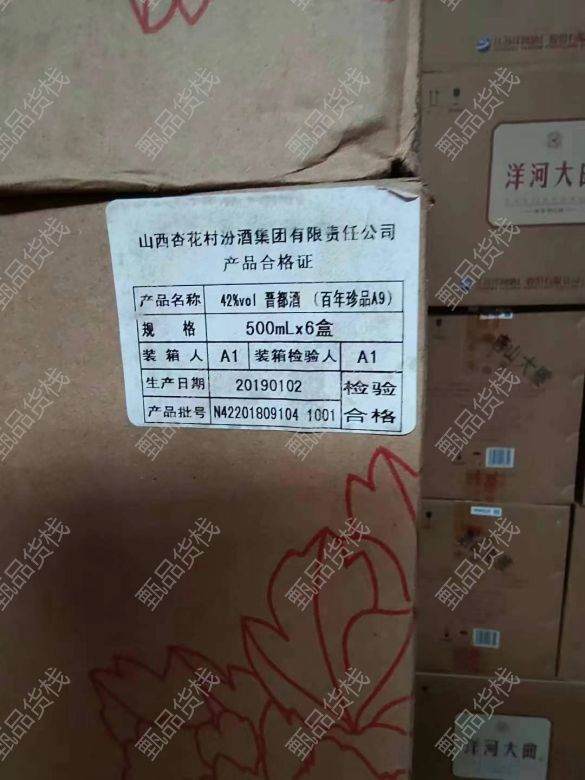 山西杏花村汾酒集团有限责任公司
产品合格证
产品名称 42%vol 晋都酒 (百年珍品A9)
规格 500mLx6盒
装箱人 A1 装箱检验人 A1
生产日期 20190102 检验
产品批号 N42201809104 1001 合格
洋河大曲
洋河大曲
甄品货栈